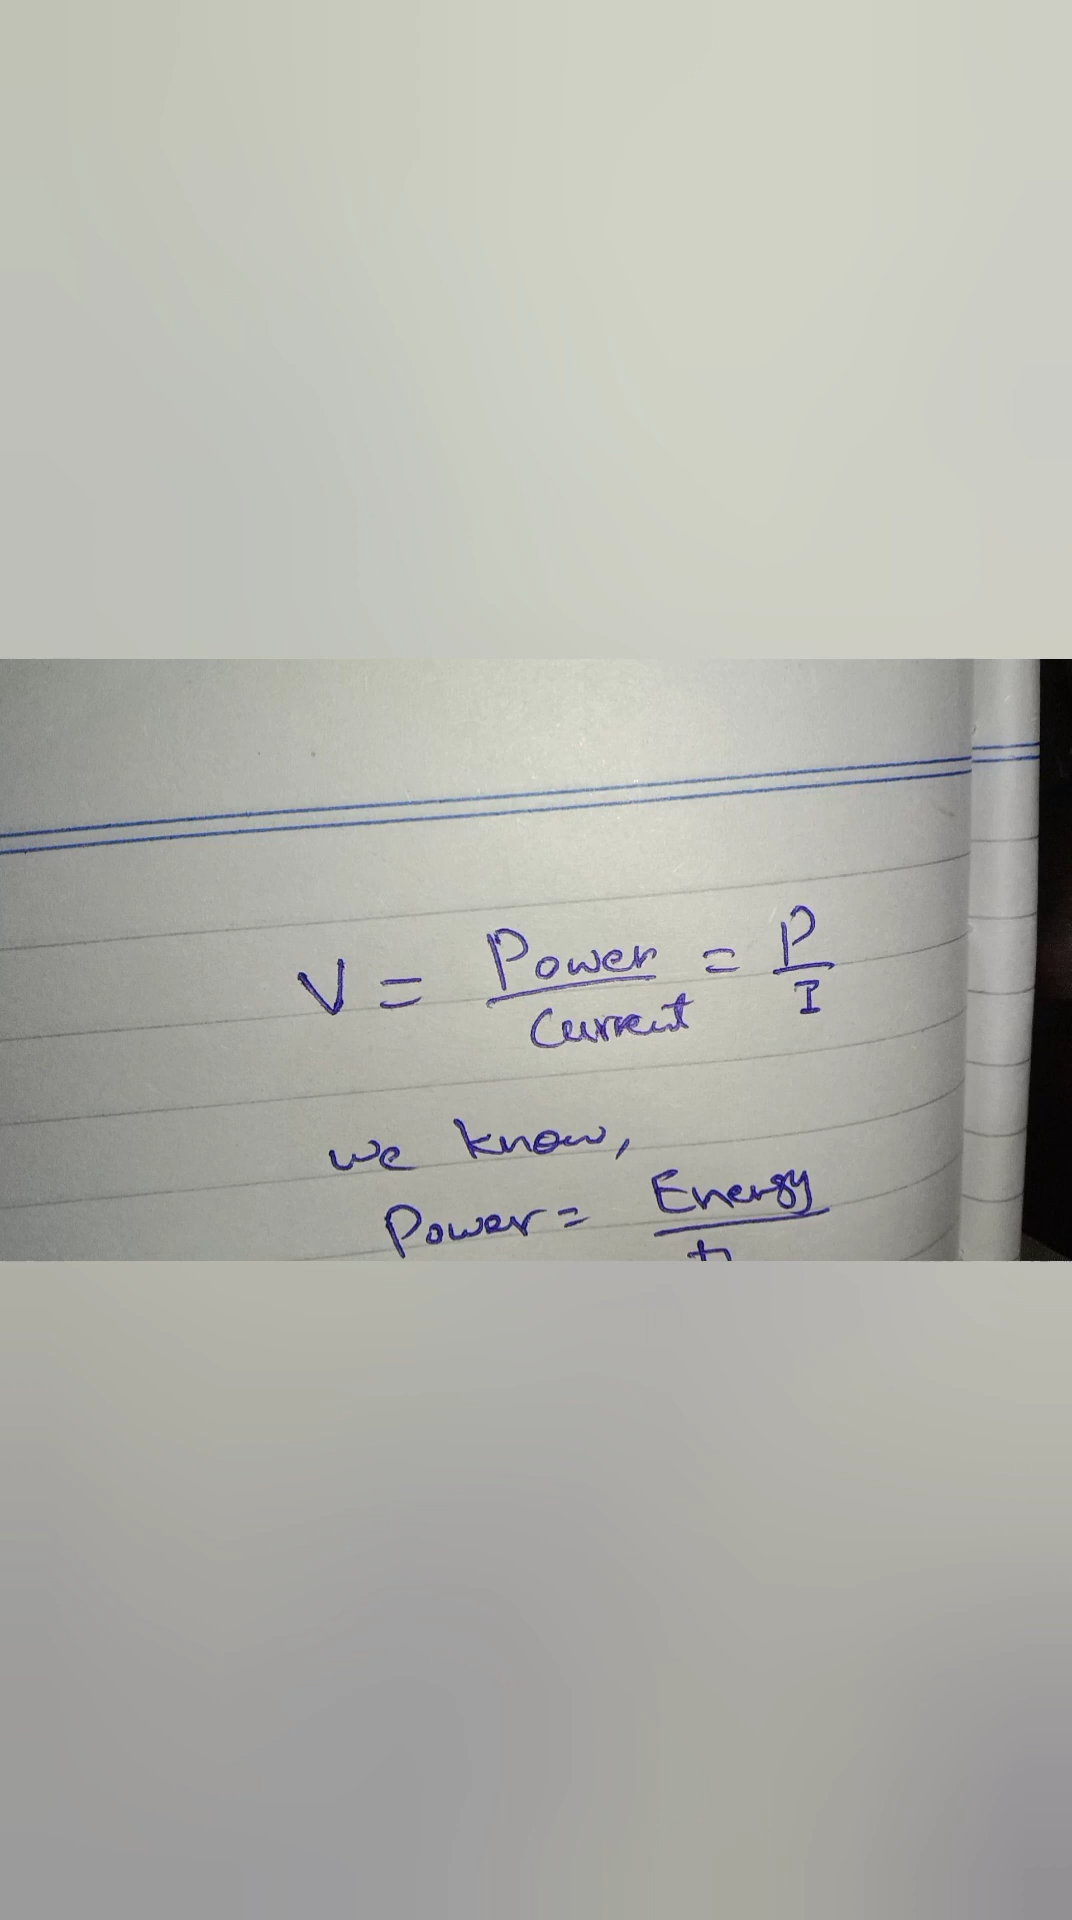 V = Power / Current = P / I
we know,
Power = Energy /